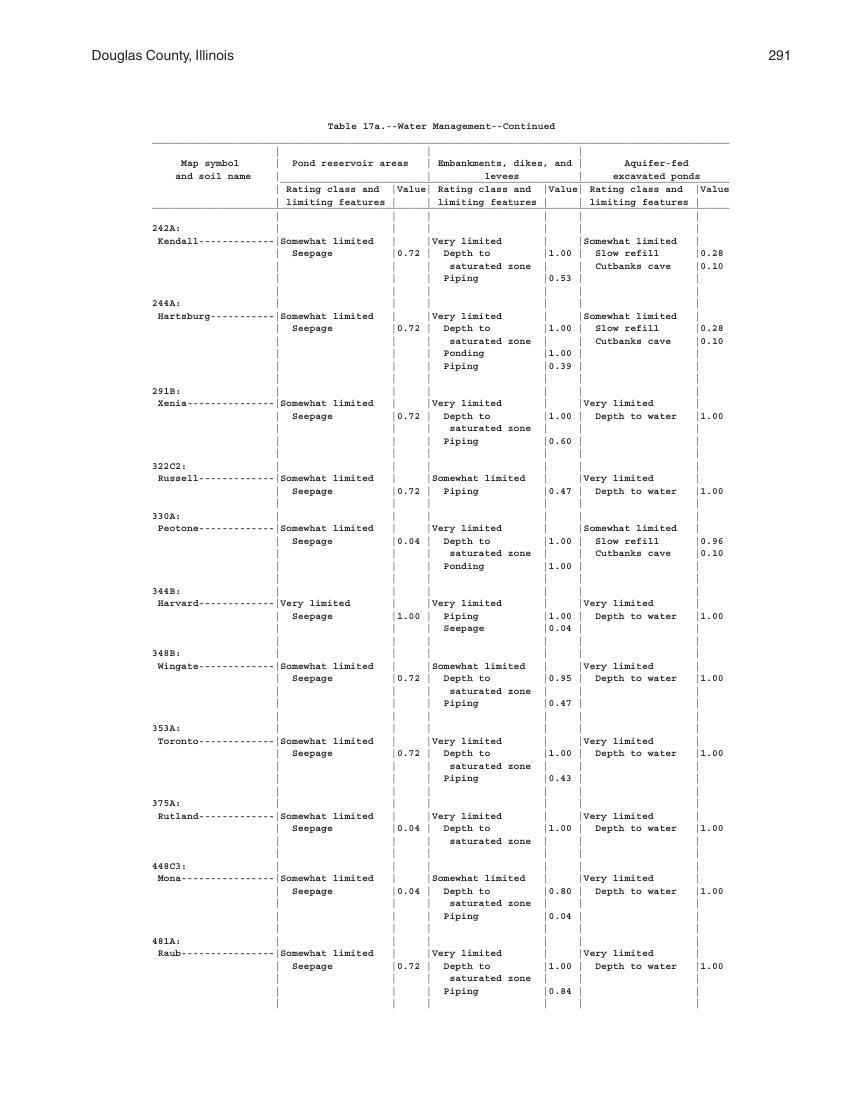 Douglas County, Illinois 291
Table 17a.--Water Management--Continued
Map symbol | Pond reservoir areas | Embankments, dikes, and | Aquifer-fed
and soil name | | levees | excavated ponds
| Rating class and |Value| Rating class and |Value| Rating class and |Value
| limiting features | | limiting features | | limiting features |
242A:
Kendall-------------|Somewhat limited | |Very limited | |Somewhat limited |
| Seepage |0.72 | Depth to |1.00 | Slow refill |0.28
| | | saturated zone | | Cutbanks cave |0.10
| | | Piping |0.53 | |
244A:
Hartsburg-----------|Somewhat limited | |Very limited | |Somewhat limited |
| Seepage |0.72 | Depth to |1.00 | Slow refill |0.28
| | | saturated zone | | Cutbanks cave |0.10
| | | Ponding |1.00 | |
| | | Piping |0.39 | |
291B:
Xenia---------------|Somewhat limited | |Very limited | |Very limited |
| Seepage |0.72 | Depth to |1.00 | Depth to water |1.00
| | | saturated zone | | |
| | | Piping |0.60 | |
322C2:
Russell-------------|Somewhat limited | |Somewhat limited | |Very limited |
| Seepage |0.72 | Piping |0.47 | Depth to water |1.00
330A:
Peotone-------------|Somewhat limited | |Very limited | |Somewhat limited |
| Seepage |0.04 | Depth to |1.00 | Slow refill |0.96
| | | saturated zone | | Cutbanks cave |0.10
| | | Ponding |1.00 | |
344B:
Harvard-------------|Very limited | |Very limited | |Very limited |
| Seepage |1.00 | Piping |1.00 | Depth to water |1.00
| | | Seepage |0.04 | |
348B:
Wingate-------------|Somewhat limited | |Somewhat limited | |Very limited |
| Seepage |0.72 | Depth to |0.95 | Depth to water |1.00
| | | saturated zone | | |
| | | Piping |0.47 | |
353A:
Toronto-------------|Somewhat limited | |Very limited | |Very limited |
| Seepage |0.72 | Depth to |1.00 | Depth to water |1.00
| | | saturated zone | | |
| | | Piping |0.43 | |
375A:
Rutland-------------|Somewhat limited | |Very limited | |Very limited |
| Seepage |0.04 | Depth to |1.00 | Depth to water |1.00
| | | saturated zone | | |
448C3:
Mona----------------|Somewhat limited | |Somewhat limited | |Very limited |
| Seepage |0.04 | Depth to |0.80 | Depth to water |1.00
| | | saturated zone | | |
| | | Piping |0.04 | |
481A:
Raub----------------|Somewhat limited | |Very limited | |Very limited |
| Seepage |0.72 | Depth to |1.00 | Depth to water |1.00
| | | saturated zone | | |
| | | Piping |0.84 | |